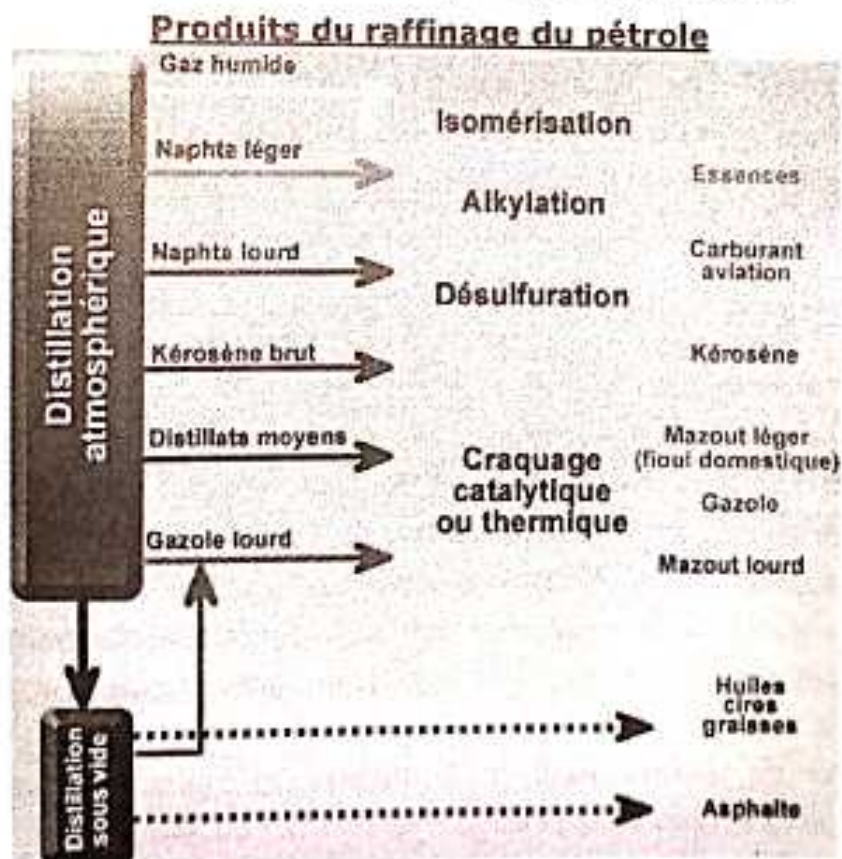 Produits du raffinage du pétrole
Gaz humide
Naphta léger
Naphta lourd
Kérosène brut
Distillats moyens
Gazole lourd
Distillation
atmosphérique
Distillation
sous vide
Isomérisation
Alkylation
Désulfuration
Craquage
catalytique
ou thermique
Essences
Carburant
aviation
Kérosène
Mazout léger
(fioul domestique)
Gazole
Mazout lourd
Huiles
cires
graisses
Asphalte